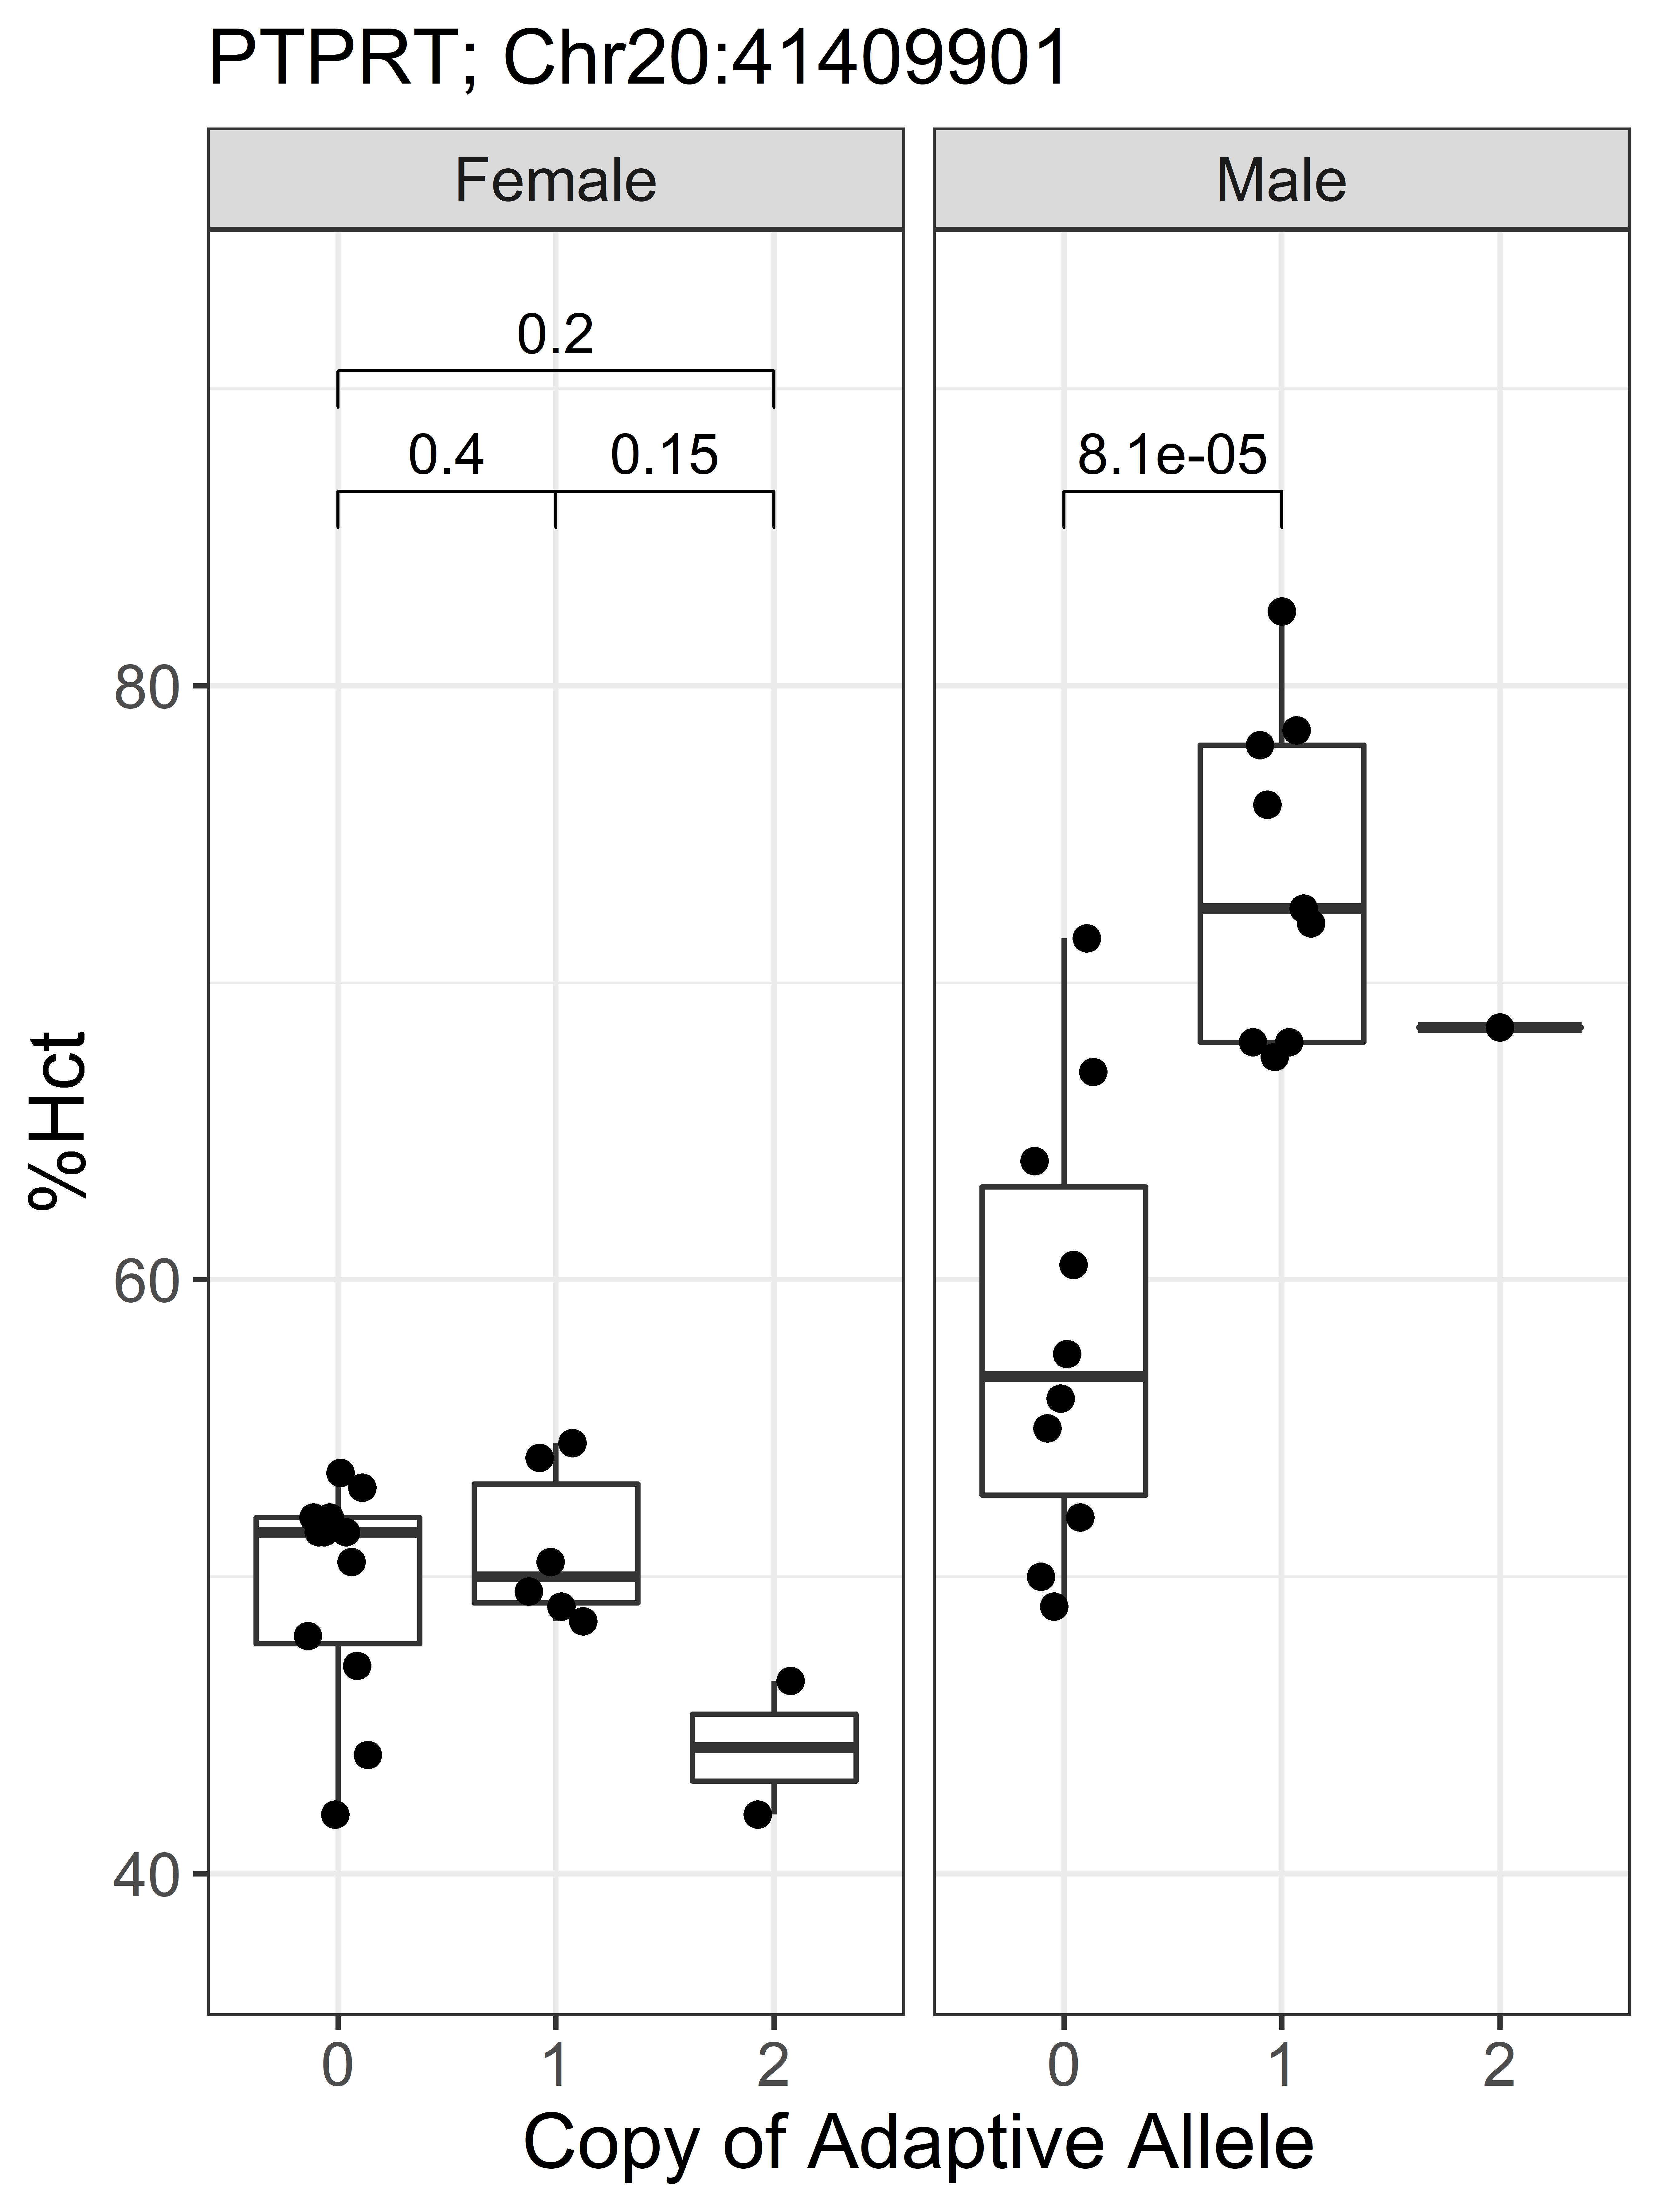 PTPRT; Chr20:41409901
Female
Male
0.2
0.4
0.15
8.1e-05
80
60
40
%Hct
0 1 2
0 1 2
Copy of Adaptive Allele